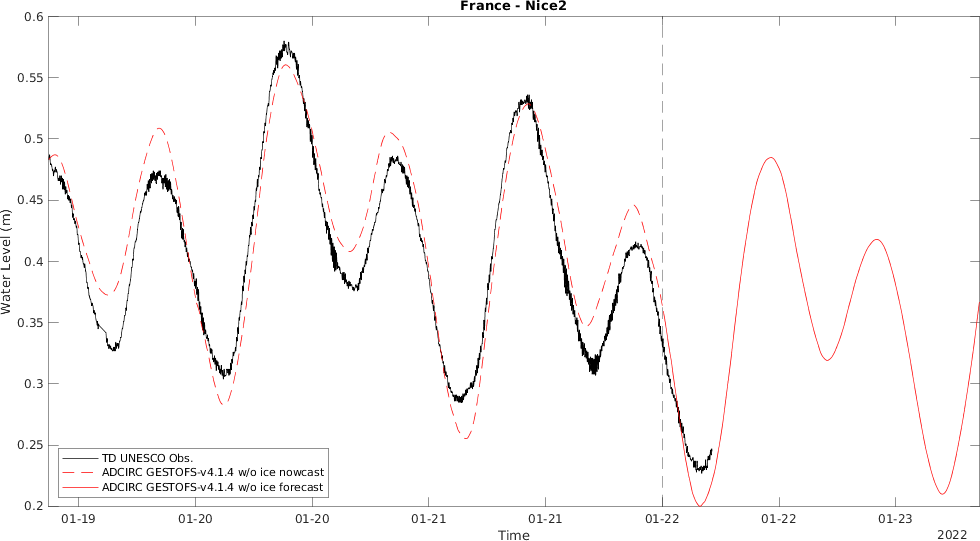 France - Nice2
0.6
0.55
0.5
0.45
0.4
0.35
0.3
0.25
0.2
Water Level (m)
TD UNESCO Obs.
ADCIRC GESTOFS-v4.1.4 w/o ice nowcast
ADCIRC GESTOFS-v4.1.4 w/o ice forecast
01-19 01-20 01-20 01-21 01-21 01-22 01-22 01-23
Time
2022